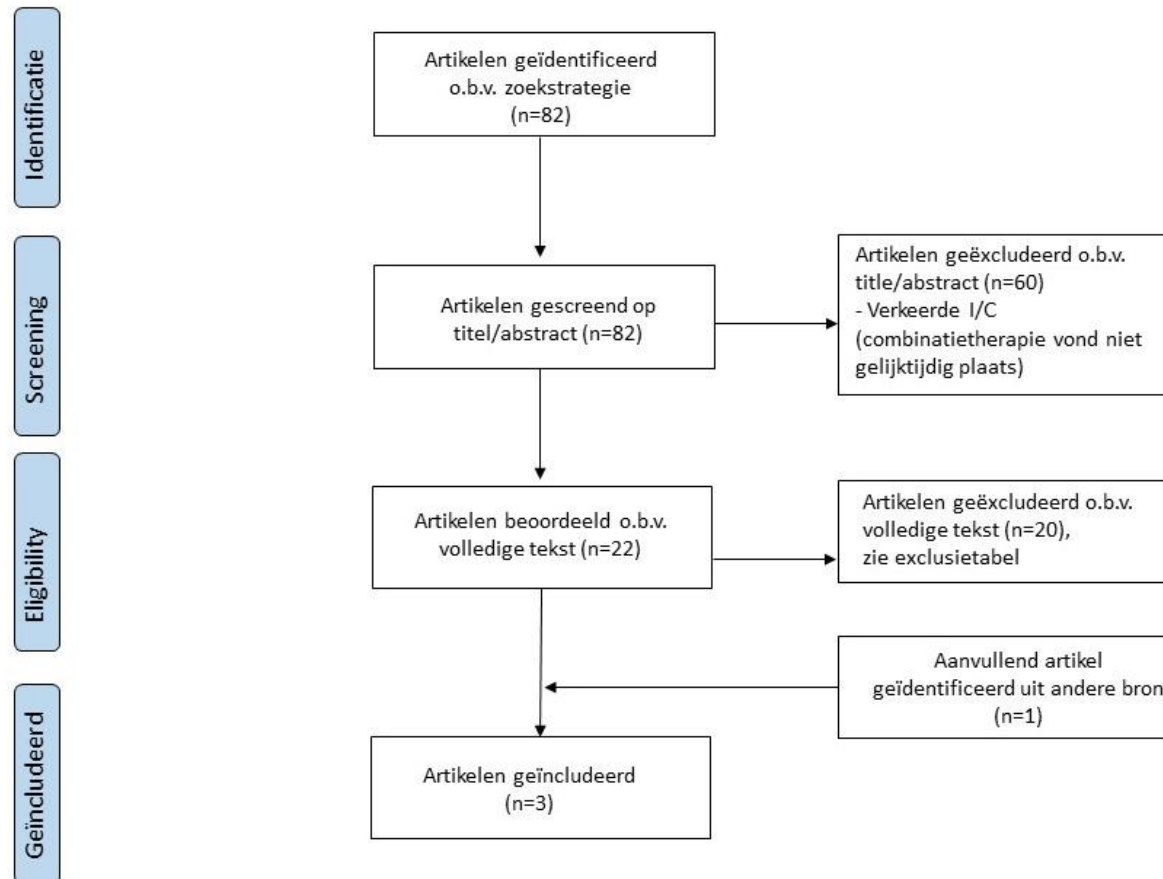 Identificatie
Artikelen geïdentificeerd
o.b.v. zoekstrategie
(n=82)
Screening
Artikelen gescreend op
titel/abstract (n=82)
Artikelen geëxcludeerd o.b.v.
title/abstract (n=60)
- Verkeerde I/C
(combinatietherapie vond niet
gelijktijdig plaats)
Eligibility
Artikelen beoordeeld o.b.v.
volledige tekst (n=22)
Artikelen geëxcludeerd o.b.v.
volledige tekst (n=20),
zie exclusietabel
Aanvullend artikel
geïdentificeerd uit andere bron
(n=1)
Geïncludeerd
Artikelen geïncludeerd
(n=3)